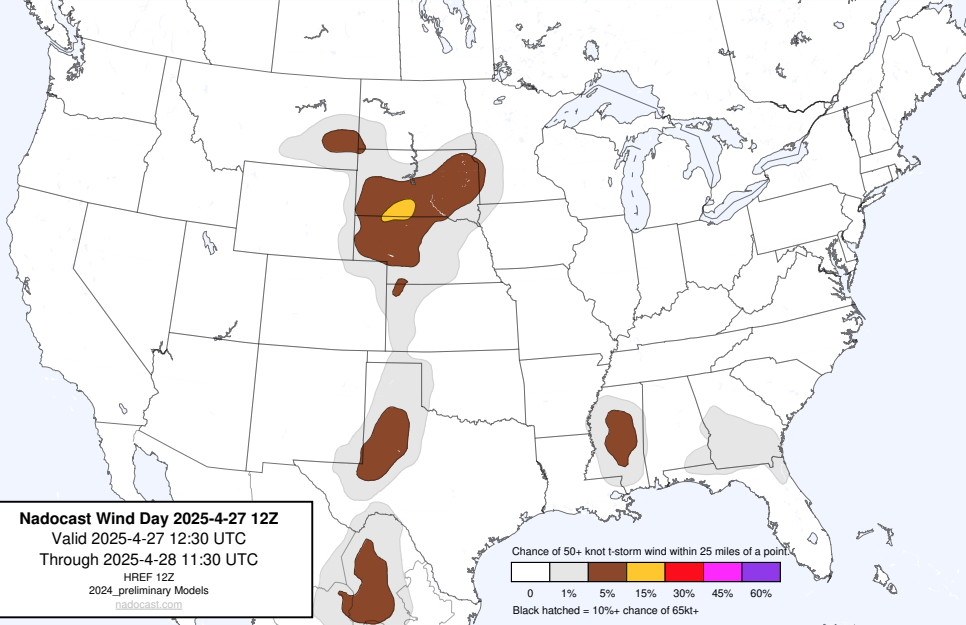 Nadocast Wind Day 2025-4-27 12Z
Valid 2025-4-27 12:30 UTC
Through 2025-4-28 11:30 UTC
HREF 12Z
2024_preliminary Models
nadocast.com
Chance of 50+ knot t-storm wind within 25 miles of a point.
0 1% 5% 15% 30% 45% 60%
Black hatched = 10%+ chance of 65kt+